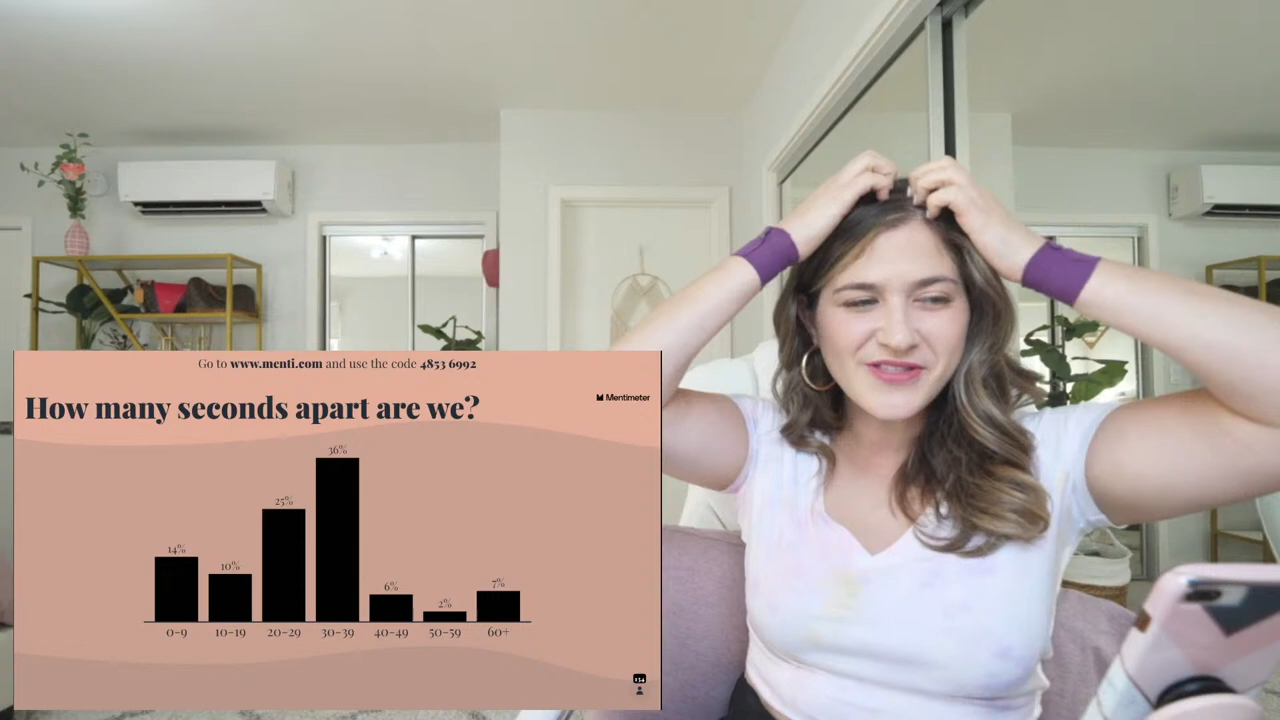 Go to www.menti.com and use the code 4853 6992
How many seconds apart are we?
Mentimeter
36%
25%
14%
10%
6%
2%
7%
0-9 10-19 20-29 30-39 40-49 50-59 60+